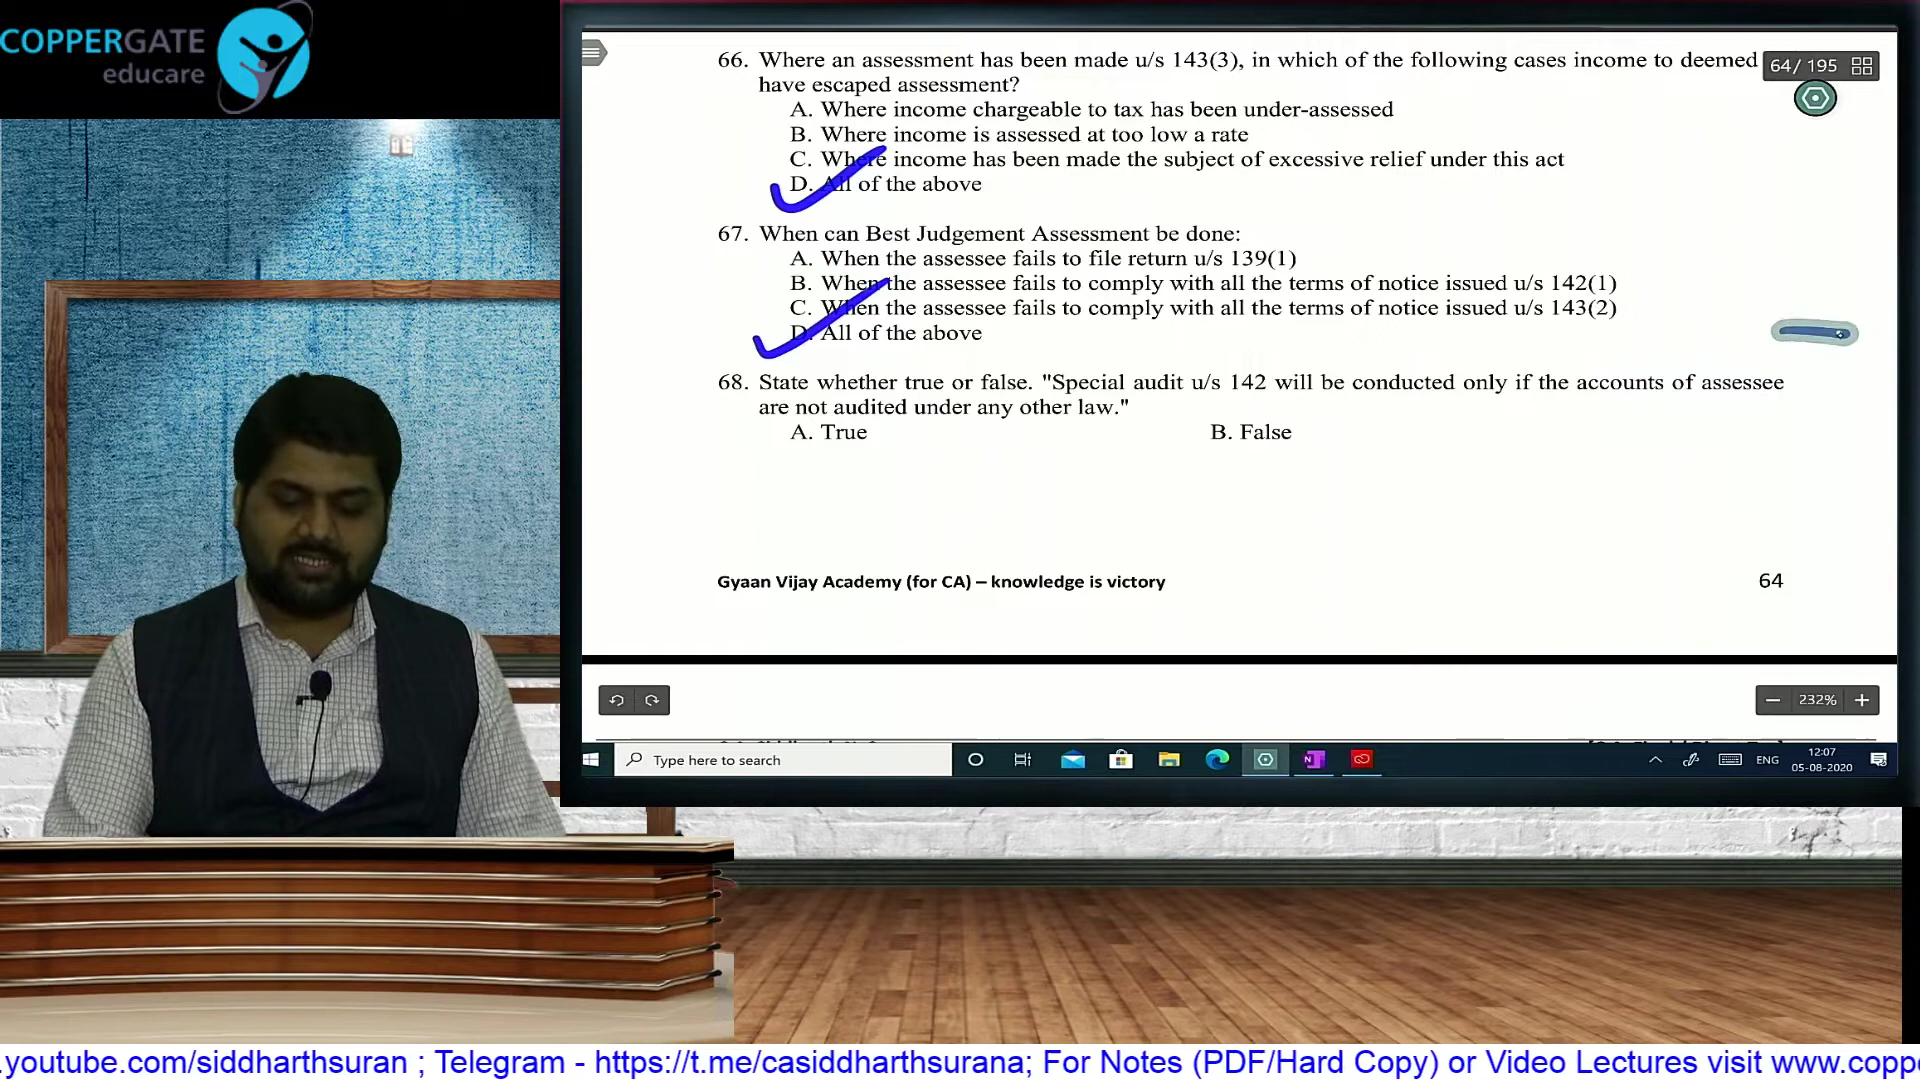 COPPERGATE
educare
66. Where an assessment has been made u/s 143(3), in which of the following cases income to deemed
have escaped assessment?
A. Where income chargeable to tax has been under-assessed
B. Where income is assessed at too low a rate
C. Where income has been made the subject of excessive relief under this act
D. All of the above
67. When can Best Judgement Assessment be done:
A. When the assessee fails to file return u/s 139(1)
B. When the assessee fails to comply with all the terms of notice issued u/s 142(1)
C. When the assessee fails to comply with all the terms of notice issued u/s 143(2)
D. All of the above
68. State whether true or false. "Special audit u/s 142 will be conducted only if the accounts of assessee
are not audited under any other law."
A. True B. False
Gyaan Vijay Academy (for CA) – knowledge is victory 64
64 / 195
232%
Type here to search
ENG
12:07
05-08-2020
.youtube.com/siddharthsuran ; Telegram - https://t.me/casiddharthsurana; For Notes (PDF/Hard Copy) or Video Lectures visit www.copp